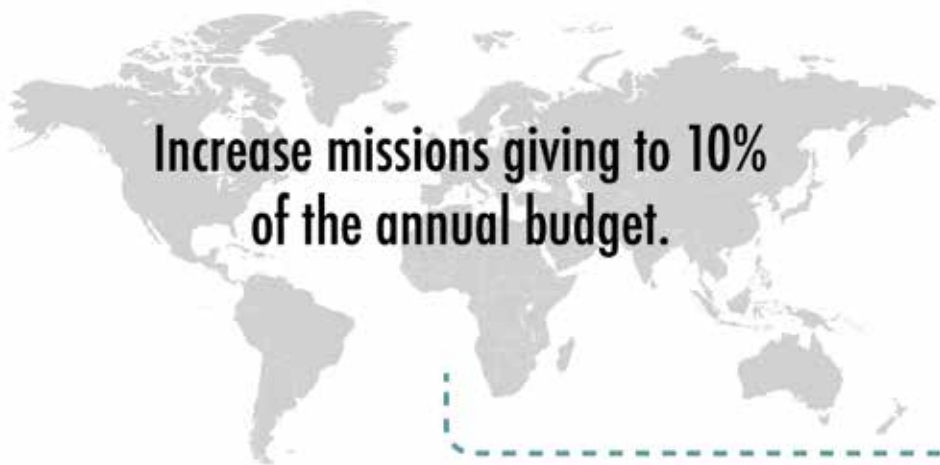 Increase missions giving to 10%
of the annual budget.